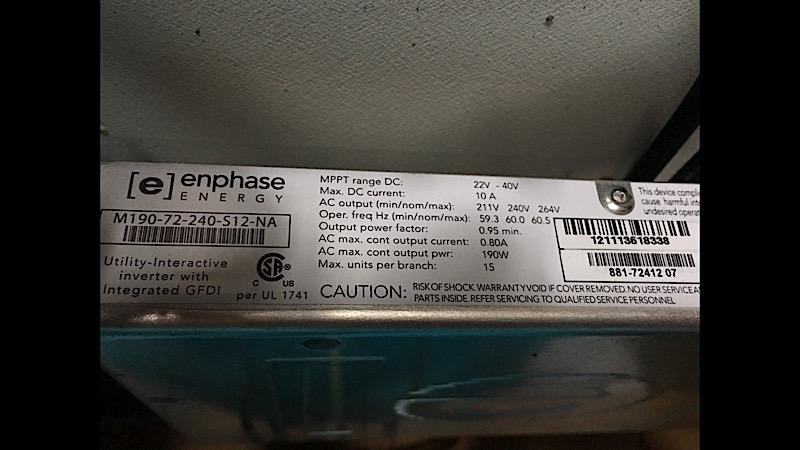 [e] enphase
ENERGY
M190-72-240-S12-NA
Utility-Interactive
inverter with
Integrated GFDI
SA
C US
per UL 1741
MPPT range DC: 22V - 40V
Max. DC current: 10 A
AC output (min/nom/max): 211V 240V 264V
Oper. freq Hz (min/nom/max): 59.3 60.0 60.5
Output power factor: 0.95 min.
AC max. cont output current: 0.80A
AC max. cont output pwr: 190W
Max. units per branch: 15
This device compli
cause harmful int
undesired operat
121113618338
881-72412 07
CAUTION: RISK OF SHOCK. WARRANTY VOID IF COVER REMOVED. NO USER SERVICEA
PARTS INSIDE. REFER SERVICING TO QUALIFIED SERVICE PERSONNEL